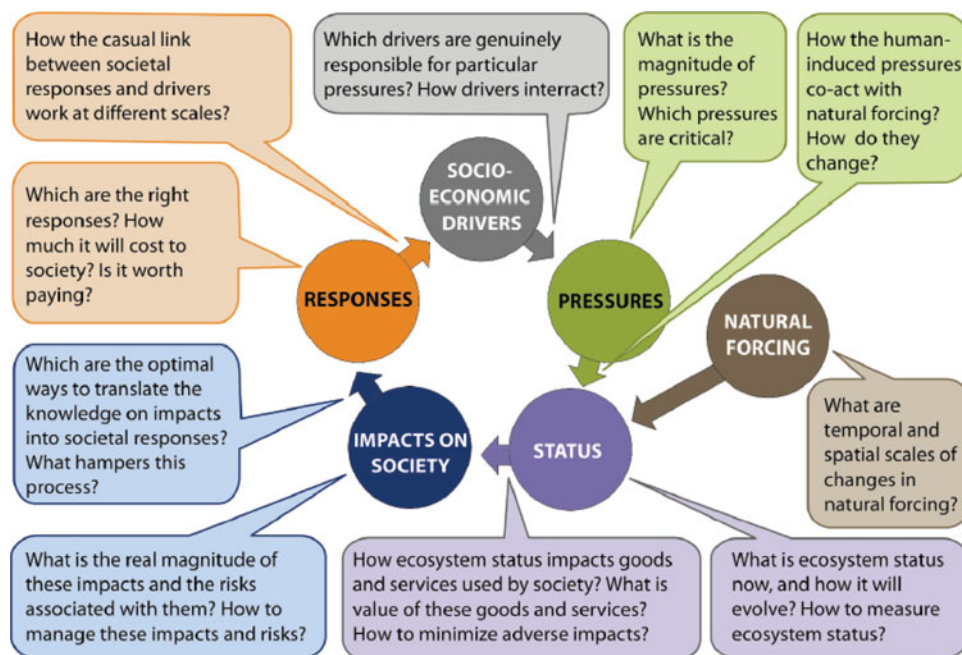 How the casual link
between societal
responses and drivers
work at different scales?
Which drivers are genuinely
responsible for particular
pressures? How drivers interract?
What is the
magnitude of
pressures?
Which pressures
are critical?
How the human-
induced pressures
co-act with
natural forcing?
How do they
change?
Which are the right
responses? How
much it will cost to
society? Is it worth
paying?
SOCIO-
ECONOMIC
DRIVERS
RESPONSES
PRESSURES
NATURAL
FORCING
Which are the optimal
ways to translate the
knowledge on impacts
into societal responses?
What hampers this
process?
IMPACTS ON
SOCIETY
STATUS
What are
temporal and
spatial scales of
changes in
natural forcing?
What is the real magnitude of
these impacts and the risks
associated with them? How to
manage these impacts and risks?
How ecosystem status impacts goods
and services used by society? What is
value of these goods and services?
How to minimize adverse impacts?
What is ecosystem status
now, and how it will
evolve? How to measure
ecosystem status?